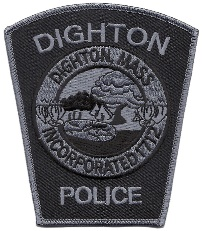 DIGHTON
DIGHTON, MASS
INCORPORATED 1712
POLICE